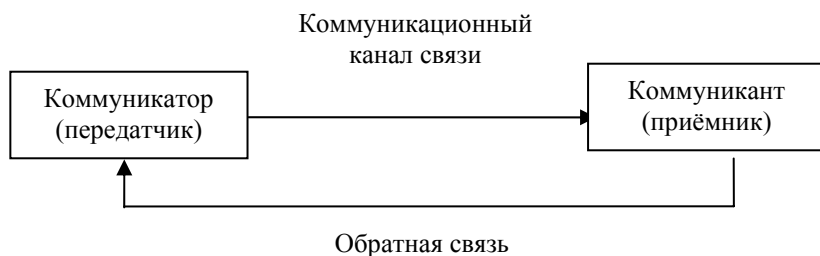 Коммуникационный
канал связи
Коммуникатор
(передатчик)
Коммуникант
(приёмник)
Обратная связь